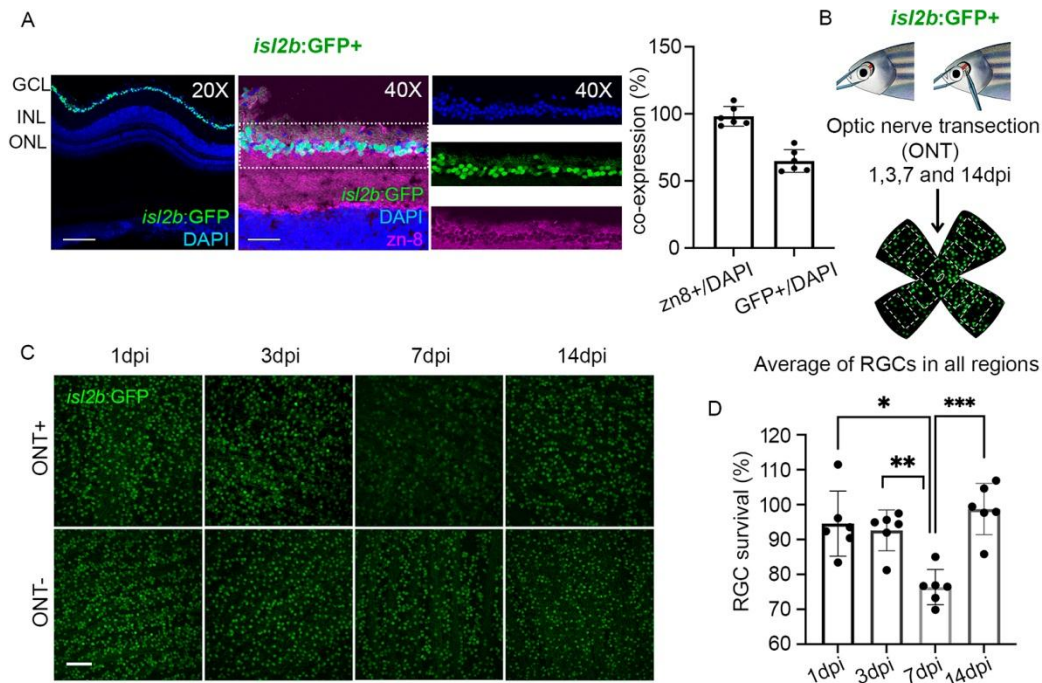 A
isl2b:GFP+
GCL
INL
ONL
20X
isl2b:GFP
DAPI
40X
isl2b:GFP
DAPI
zn-8
40X
co-expression (%)
150
100
50
0
zn8+/DAPI
GFP+/DAPI
B
isl2b:GFP+
Optic nerve transection
(ONT)
1,3,7 and 14dpi
Average of RGCs in all regions
C
1dpi
3dpi
7dpi
14dpi
isl2b:GFP
ONT+
ONT-
D
*
***
**
RGC survival (%)
120
110
100
90
80
70
60
1dpi
3dpi
7dpi
14dpi